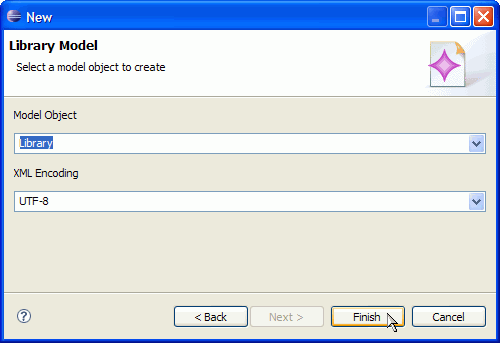 New
Library Model
Select a model object to create
Model Object
Library
XML Encoding
UTF-8
? < Back Next > Finish Cancel